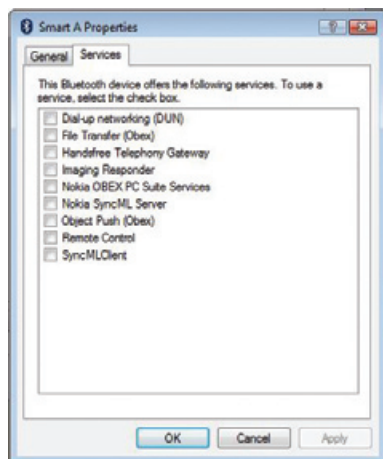 Smart A Properties
General
Services
This Bluetooth device offers the following services. To use a
service, select the check box.
Dial-up networking (DUN)
File Transfer (Obex)
Handsfree Telephony Gateway
Imaging Responder
Nokia OBEX PC Suite Services
Nokia SyncML Server
Object Push (Obex)
Remote Control
SyncMLClient
OK
Cancel
Apply